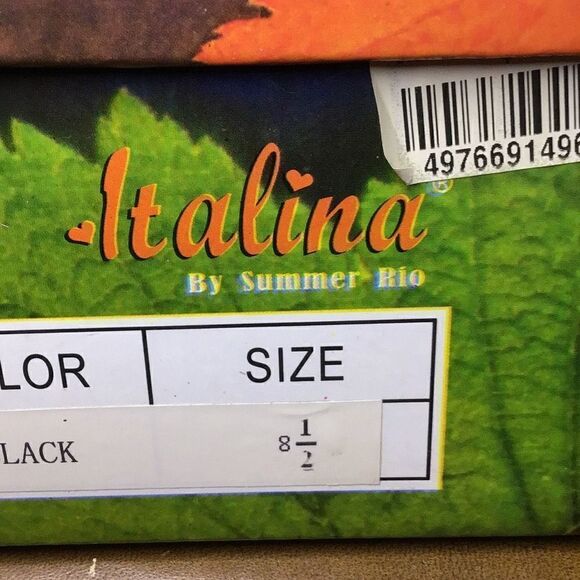 4976691496
Italina®
By Summer Rio
LOR SIZE
LACK 8 1/2